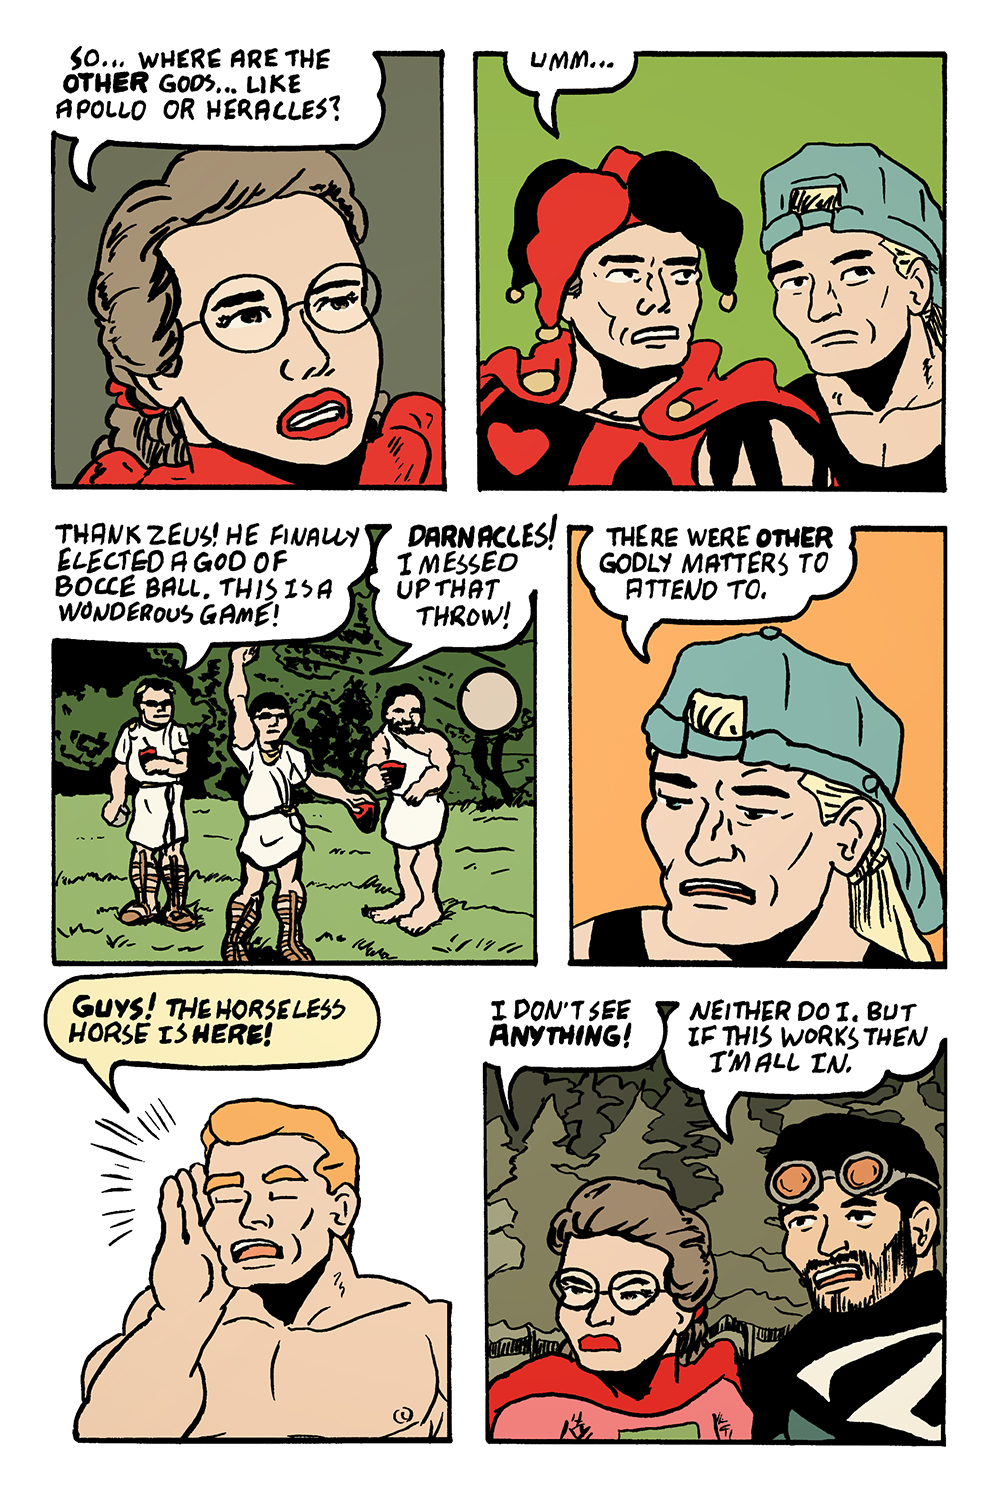 SO... WHERE ARE THE
OTHER GODS... LIKE
APOLLO OR HERACLES?
UMM...
THANK ZEUS! HE FINALLY
ELECTED A GOD OF
BOCCE BALL. THIS IS A
WONDEROUS GAME!
DARNACLES!
I MESSED
UP THAT
THROW!
THERE WERE OTHER
GODLY MATTERS TO
ATTEND TO.
GUYS! THE HORSELESS
HORSE IS HERE!
I DON'T SEE
ANYTHING!
NEITHER DO I. BUT
IF THIS WORKS THEN
I'M ALL IN.